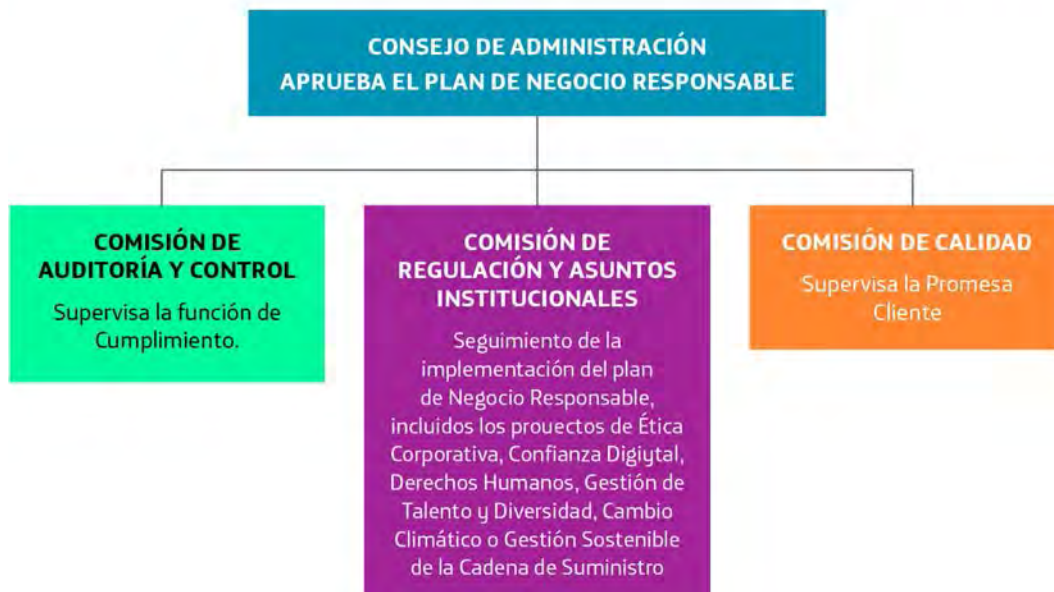 CONSEJO DE ADMINISTRACIÓN
APRUEBA EL PLAN DE NEGOCIO RESPONSABLE
COMISIÓN DE
AUDITORÍA Y CONTROL
Supervisa la función de
Cumplimiento.
COMISIÓN DE
REGULACIÓN Y ASUNTOS
INSTITUCIONALES
Seguimiento de la
implementación del plan
de Negocio Responsable,
incluidos los prouectos de Ética
Corporativa, Confianza Digiytal,
Derechos Humanos, Gestión de
Talento y Diversidad, Cambio
Climático o Gestión Sostenible
de la Cadena de Suministro
COMISIÓN DE CALIDAD
Supervisa la Promesa
Cliente